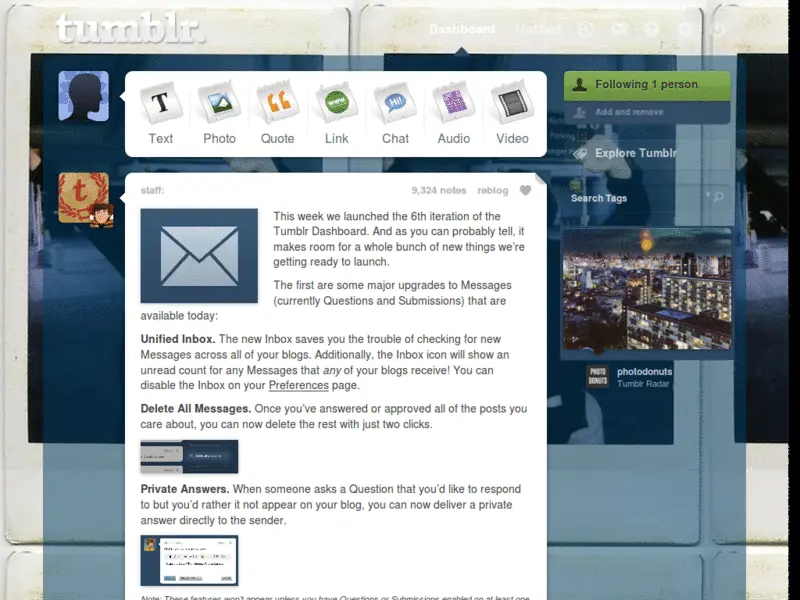 tumblr.
Dashboard Untitled
Text Photo Quote Link Chat Audio Video
T
www
Hi!
Following 1 person
Add and remove
Explore Tumblr
Search Tags
PHOTO
DONUTS
photodonuts
Tumblr Radar
t
staff:
9,324 notes reblog
This week we launched the 6th iteration of the
Tumblr Dashboard. And as you can probably tell, it
makes room for a whole bunch of new things we're
getting ready to launch.
The first are some major upgrades to Messages
(currently Questions and Submissions) that are
available today:
Unified Inbox. The new Inbox saves you the trouble of checking for new
Messages across all of your blogs. Additionally, the Inbox icon will show an
unread count for any Messages that any of your blogs receive! You can
disable the Inbox on your Preferences page.
Delete All Messages. Once you've answered or approved all of the posts you
care about, you can now delete the rest with just two clicks.
Private Answers. When someone asks a Question that you'd like to respond
to but you'd rather it not appear on your blog, you can now deliver a private
answer directly to the sender.
Note: These features won't appear unless you have Questions or Submissions enabled on at least one